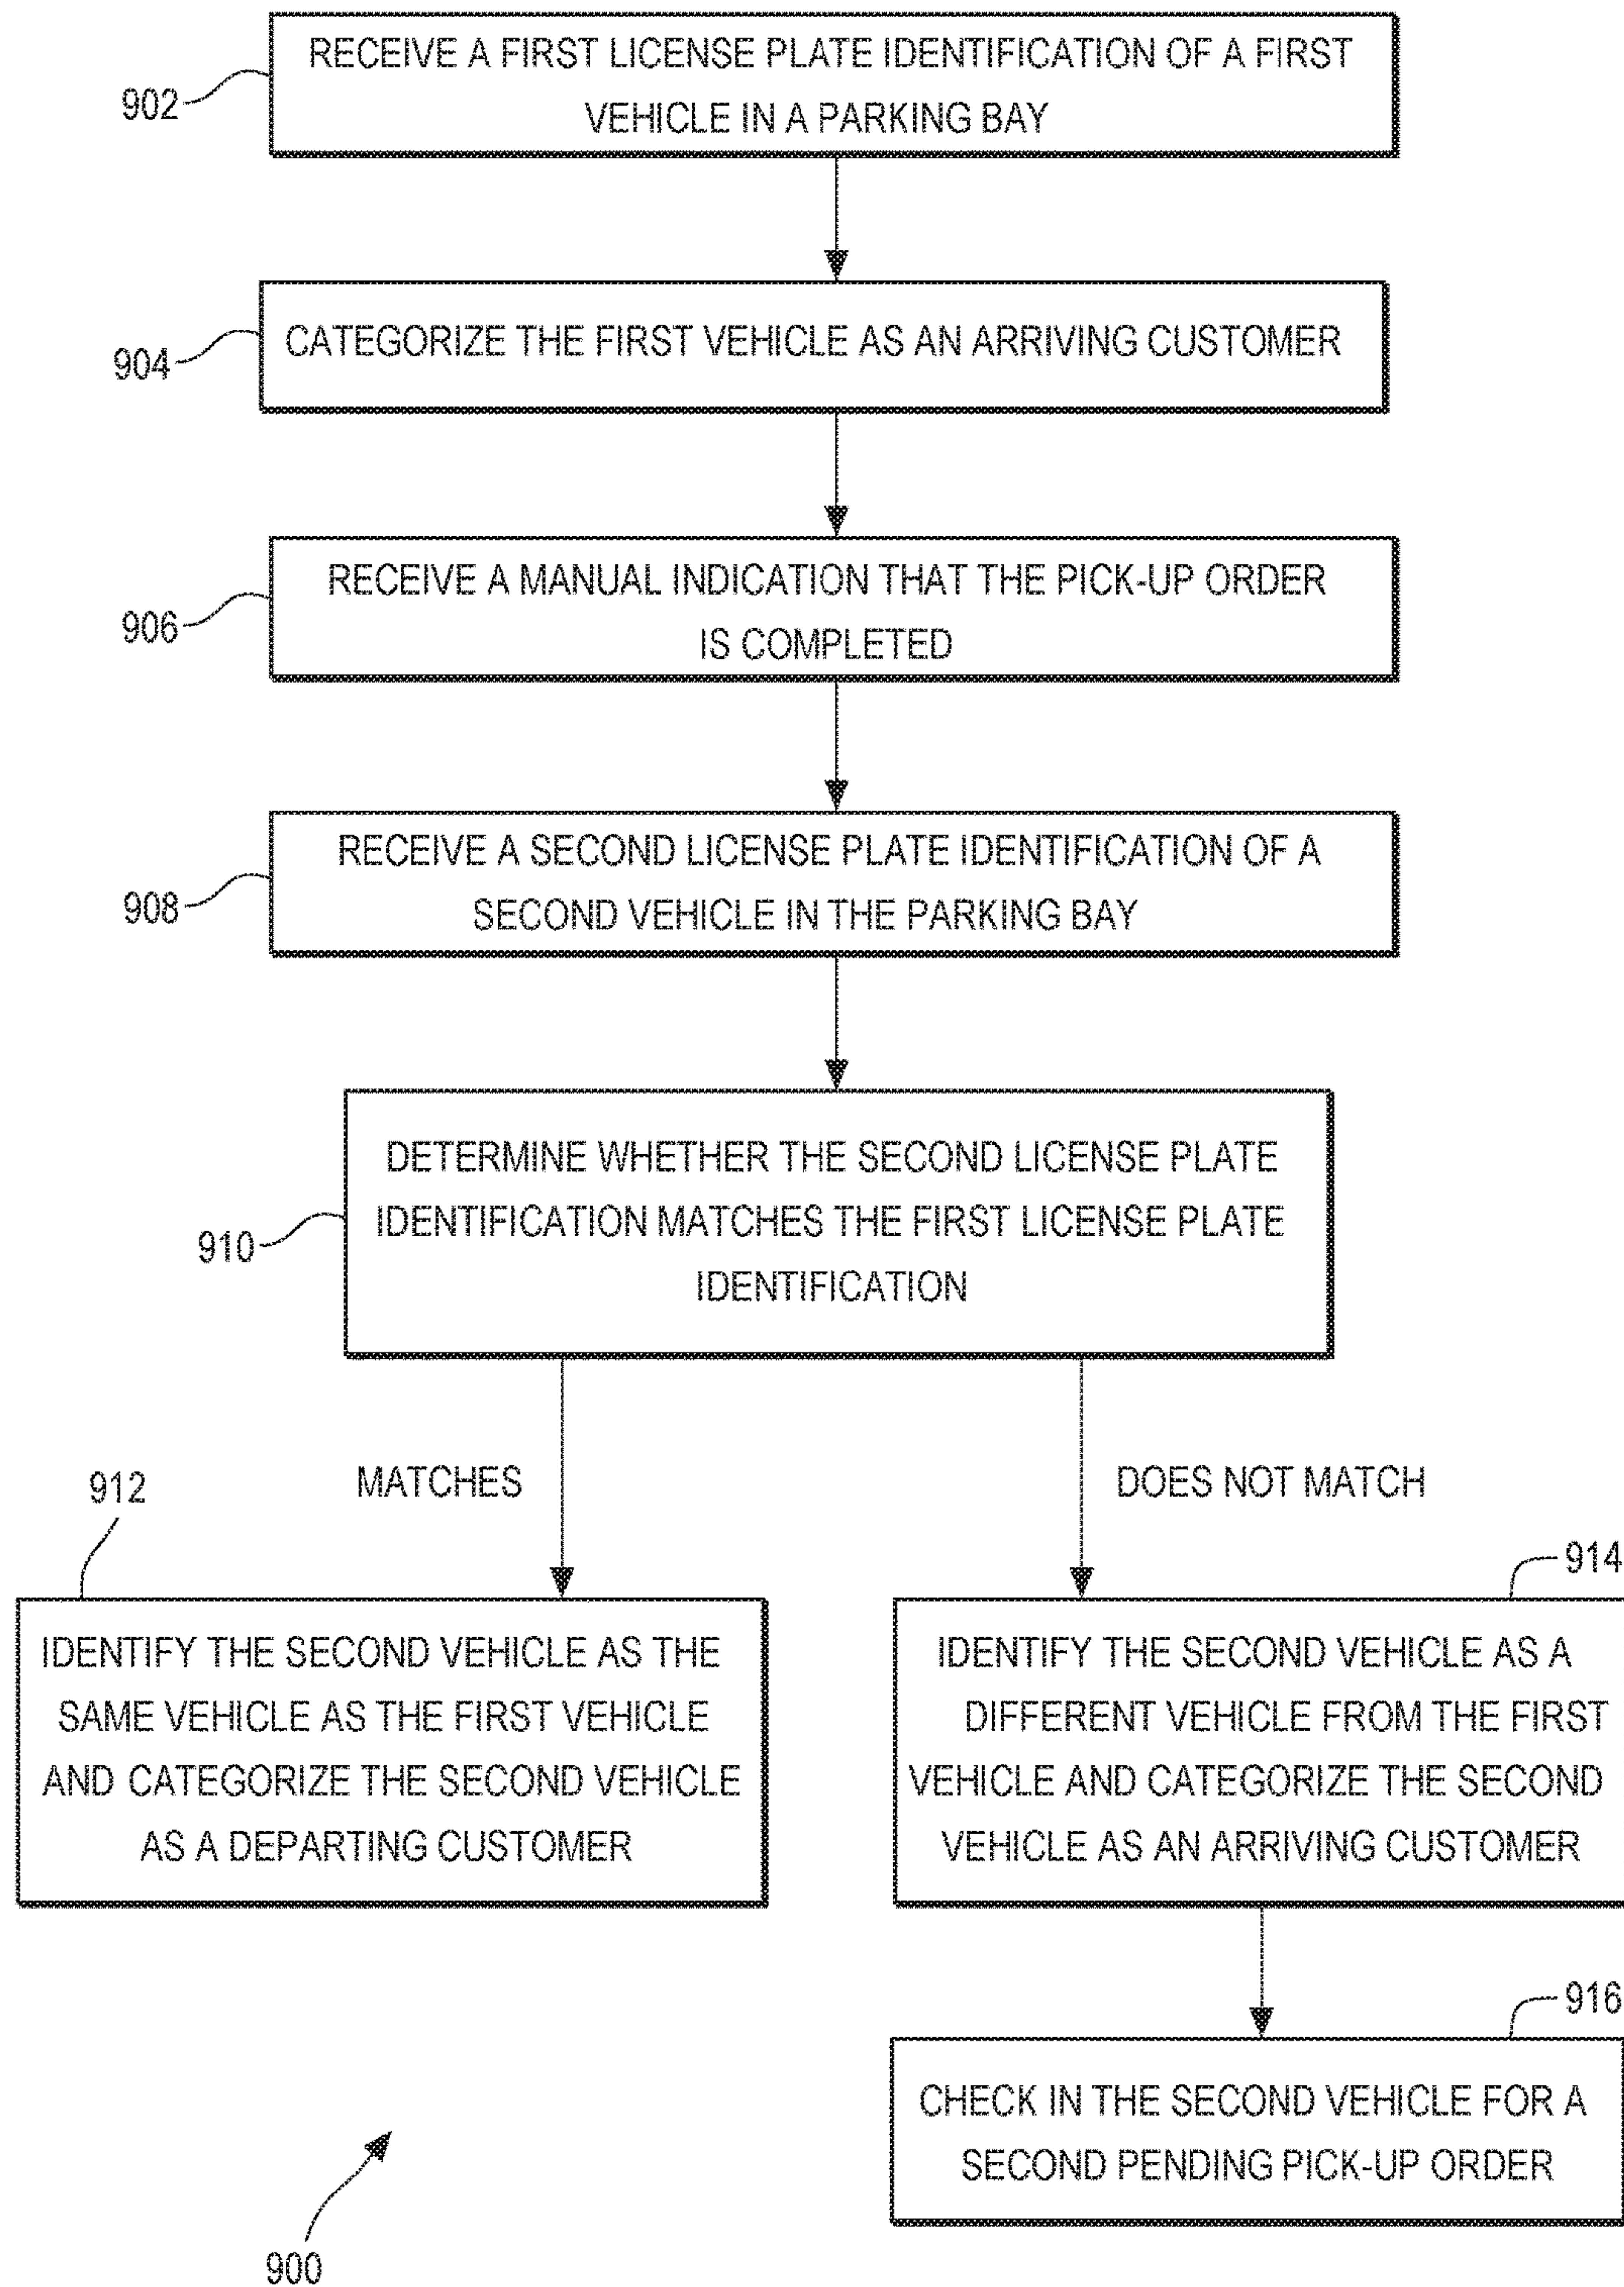 RECEIVE A FIRST LICENSE PLATE IDENTIFICATION OF A FIRST
VEHICLE IN A PARKING BAY
902
CATEGORIZE THE FIRST VEHICLE AS AN ARRIVING CUSTOMER
904
RECEIVE A MANUAL INDICATION THAT THE PICK-UP ORDER
IS COMPLETED
906
RECEIVE A SECOND LICENSE PLATE IDENTIFICATION OF A
SECOND VEHICLE IN THE PARKING BAY
908
DETERMINE WHETHER THE SECOND LICENSE PLATE
IDENTIFICATION MATCHES THE FIRST LICENSE PLATE
IDENTIFICATION
910
MATCHES
DOES NOT MATCH
912
IDENTIFY THE SECOND VEHICLE AS THE
SAME VEHICLE AS THE FIRST VEHICLE
AND CATEGORIZE THE SECOND VEHICLE
AS A DEPARTING CUSTOMER
914
IDENTIFY THE SECOND VEHICLE AS A
DIFFERENT VEHICLE FROM THE FIRST
VEHICLE AND CATEGORIZE THE SECOND
VEHICLE AS AN ARRIVING CUSTOMER
916
CHECK IN THE SECOND VEHICLE FOR A
SECOND PENDING PICK-UP ORDER
900